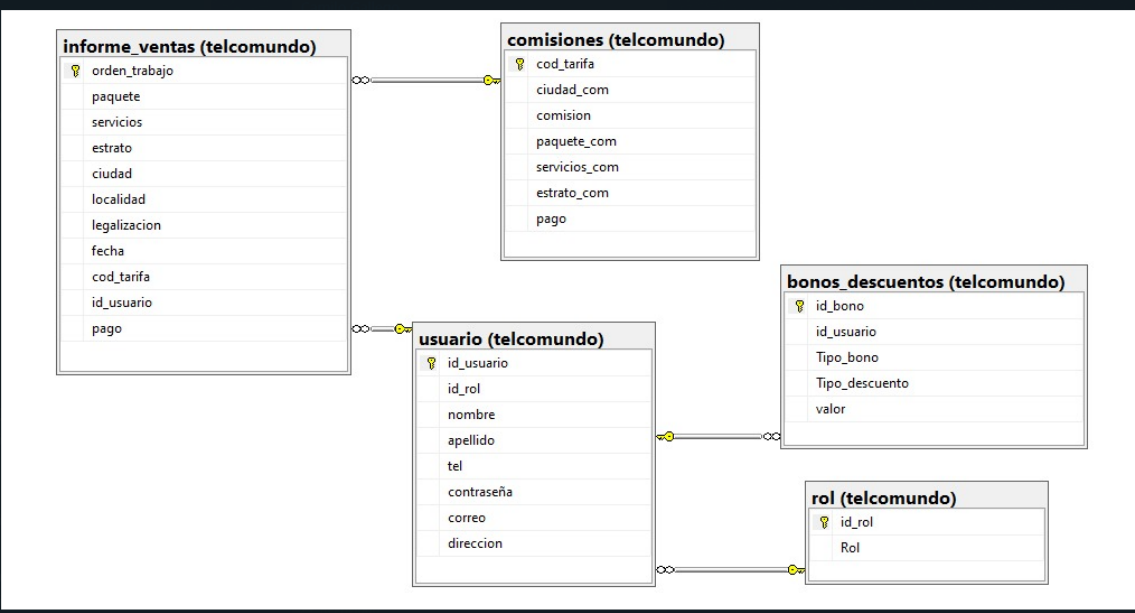 informe_ventas (telcomundo)
orden_trabajo
paquete
servicios
estrato
ciudad
localidad
legalizacion
fecha
cod_tarifa
id_usuario
pago
comisiones (telcomundo)
cod_tarifa
ciudad_com
comision
paquete_com
servicios_com
estrato_com
pago
usuario (telcomundo)
id_usuario
id_rol
nombre
apellido
tel
contraseña
correo
direccion
bonos_descuentos (telcomundo)
id_bono
id_usuario
Tipo_bono
Tipo_descuento
valor
rol (telcomundo)
id_rol
Rol